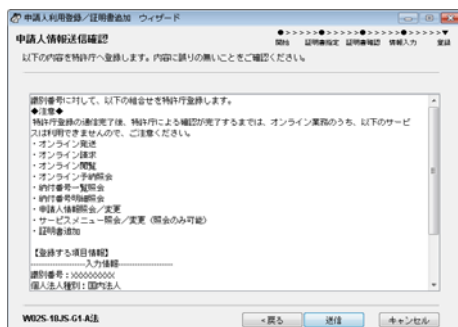 申請人利用登録／証明書追加 ウィザード
申請人情報送信確認
●>>>>>●>>>>>●>>>>>●>>>>>▼
開始 証明書指定 証明書確認 情報入力 登録
以下の内容を特許庁へ登録します。内容に誤りの無いことをご確認ください。
識別番号に対して、以下の組合せを特許庁登録します。
◆注意◆
特許庁登録の通信完了後、特許庁による確認が完了するまでは、オンライン業務のうち、以下のサービ
スは利用できませんので、ご注意ください。
・オンライン発送
・オンライン請求
・オンライン閲覧
・オンライン予納照会
・納付番号一覧照会
・納付番号明細照会
・申請人情報照会／変更
・サービスメニュー照会／変更（照会のみ可能）
・証明書追加
【登録する項目情報】
--------------------入力情報--------------------
識別番号：XXXXXXXXX
個人法人種別：国内法人
W02S-10JS-G1-A法
<戻る 送信 キャンセル